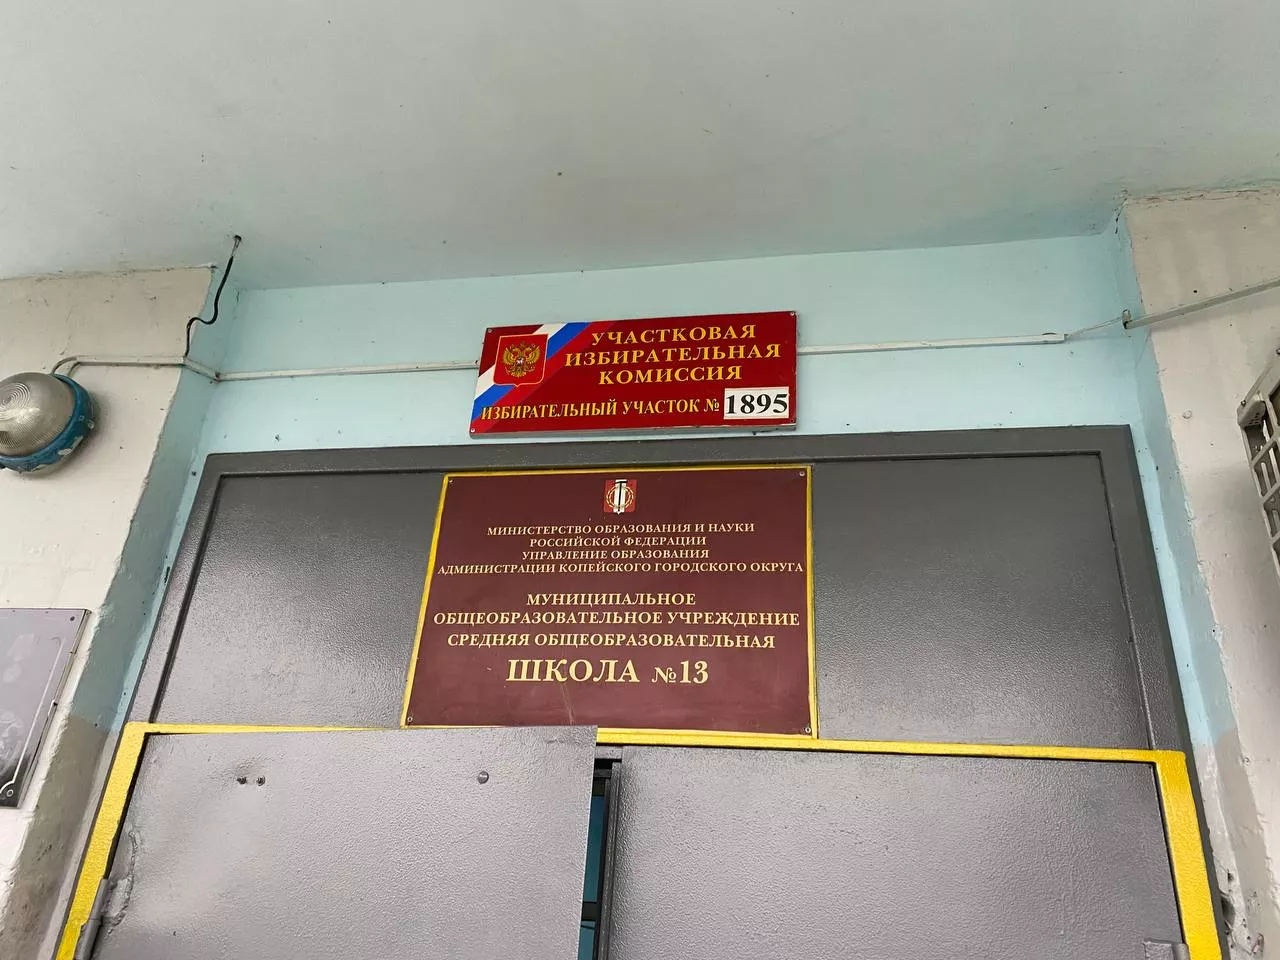 УЧАСТКОВАЯ
ИЗБИРАТЕЛЬНАЯ
КОМИССИЯ
ИЗБИРАТЕЛЬНЫЙ УЧАСТОК № 1895
МИНИСТЕРСТВО ОБРАЗОВАНИЯ И НАУКИ
РОССИЙСКОЙ ФЕДЕРАЦИИ
УПРАВЛЕНИЕ ОБРАЗОВАНИЯ
АДМИНИСТРАЦИИ КОПЕЙСКОГО ГОРОДСКОГО ОКРУГА
МУНИЦИПАЛЬНОЕ
ОБЩЕОБРАЗОВАТЕЛЬНОЕ УЧРЕЖДЕНИЕ
СРЕДНЯЯ ОБЩЕОБРАЗОВАТЕЛЬНАЯ
ШКОЛА №13